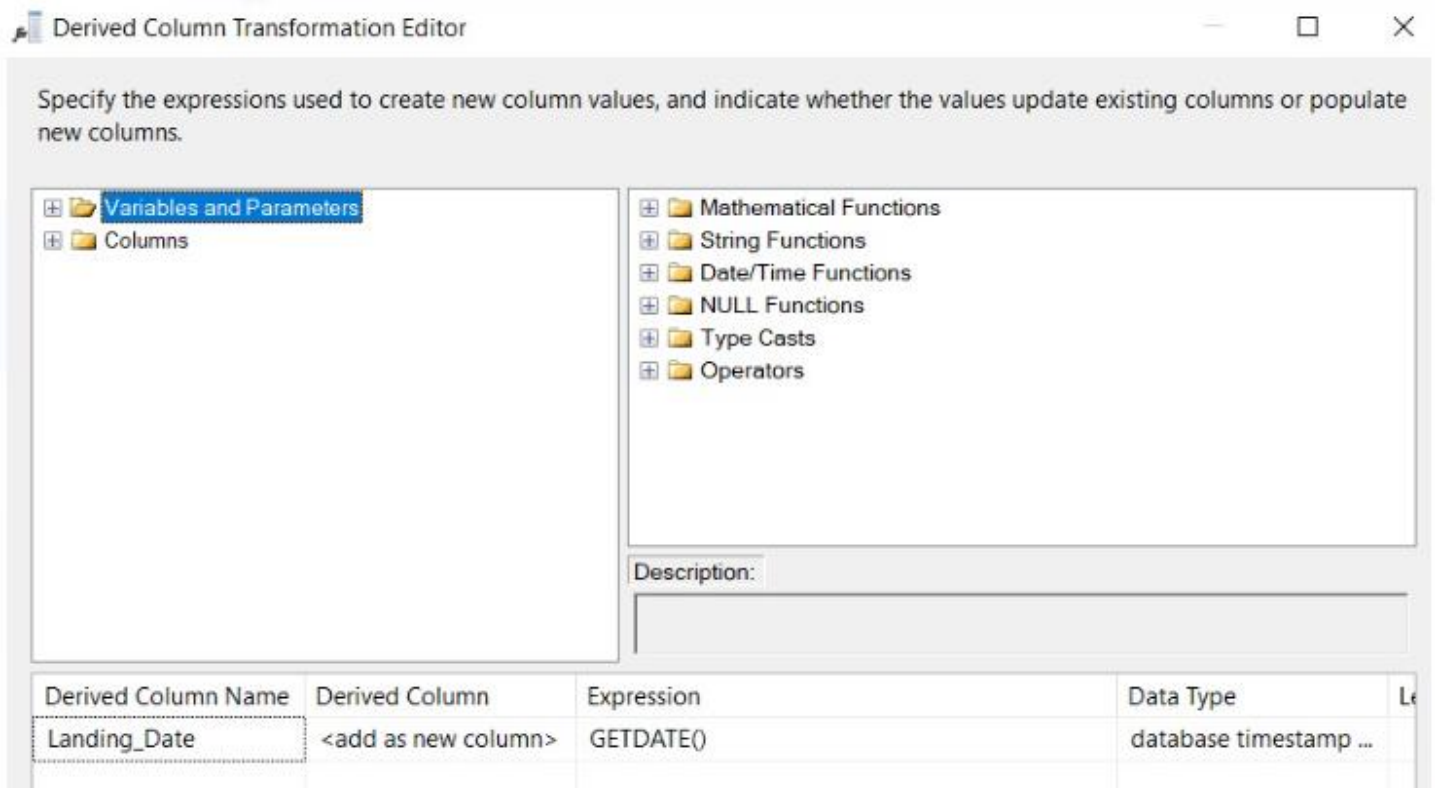 Derived Column Transformation Editor
Specify the expressions used to create new column values, and indicate whether the values update existing columns or populate
new columns.
Variables and Parameters
Columns
Mathematical Functions
String Functions
Date/Time Functions
NULL Functions
Type Casts
Operators
Description:
Derived Column Name Derived Column Expression Data Type
Landing_Date <add as new column> GETDATE() database timestamp ...